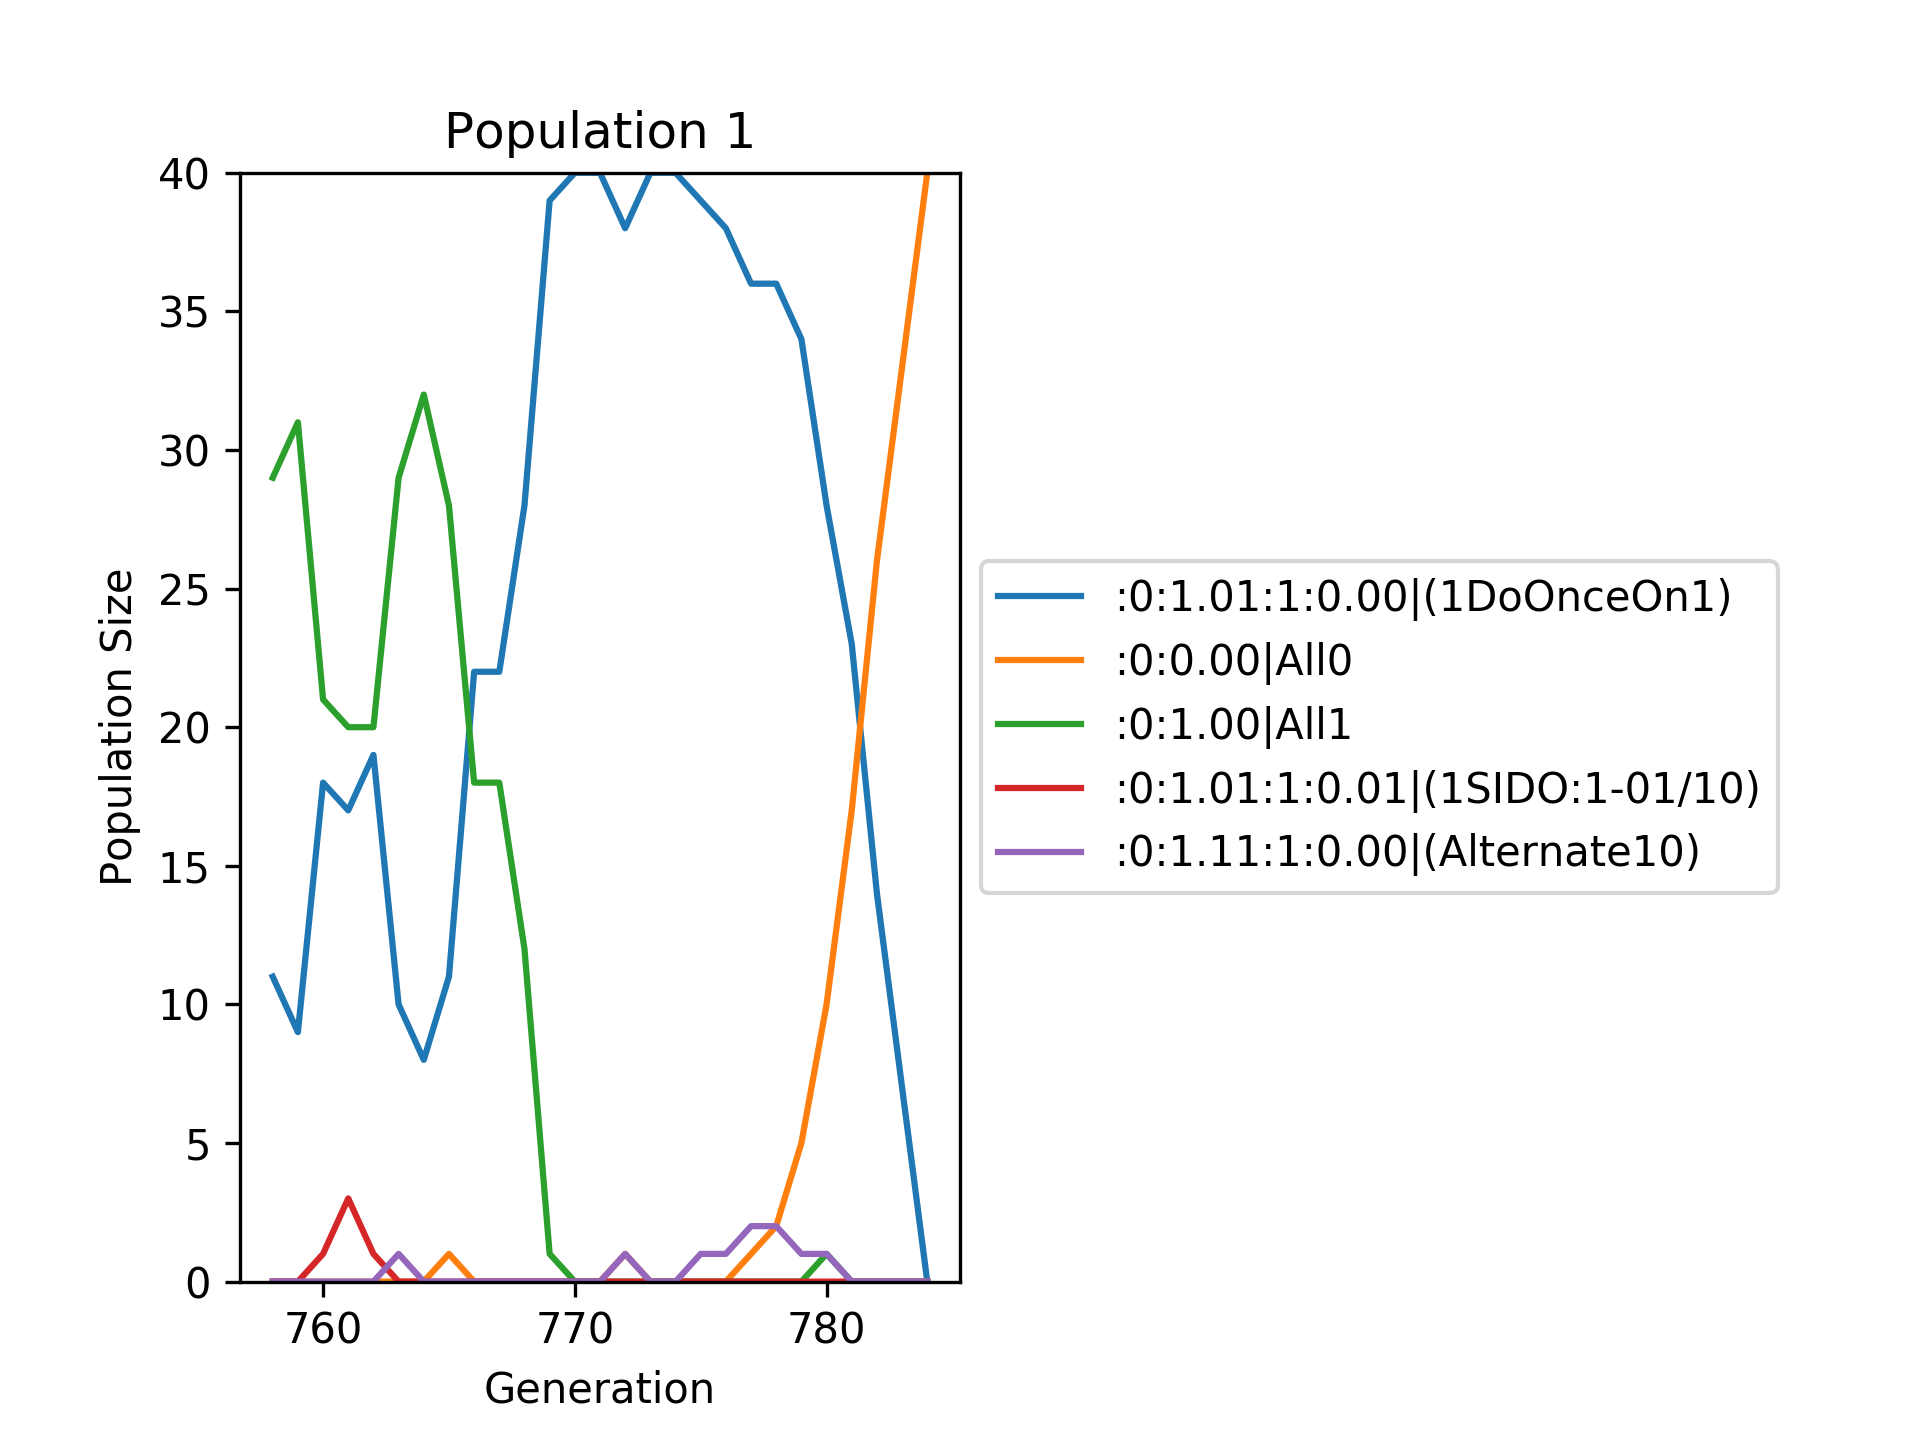 Population 1
40
35
30
25
20
15
10
5
0
Population Size
760 770 780
Generation
:0:1.01:1:0.00|(1DoOnceOn1)
:0:0.00|All0
:0:1.00|All1
:0:1.01:1:0.01|(1SIDO:1-01/10)
:0:1.11:1:0.00|(Alternate10)